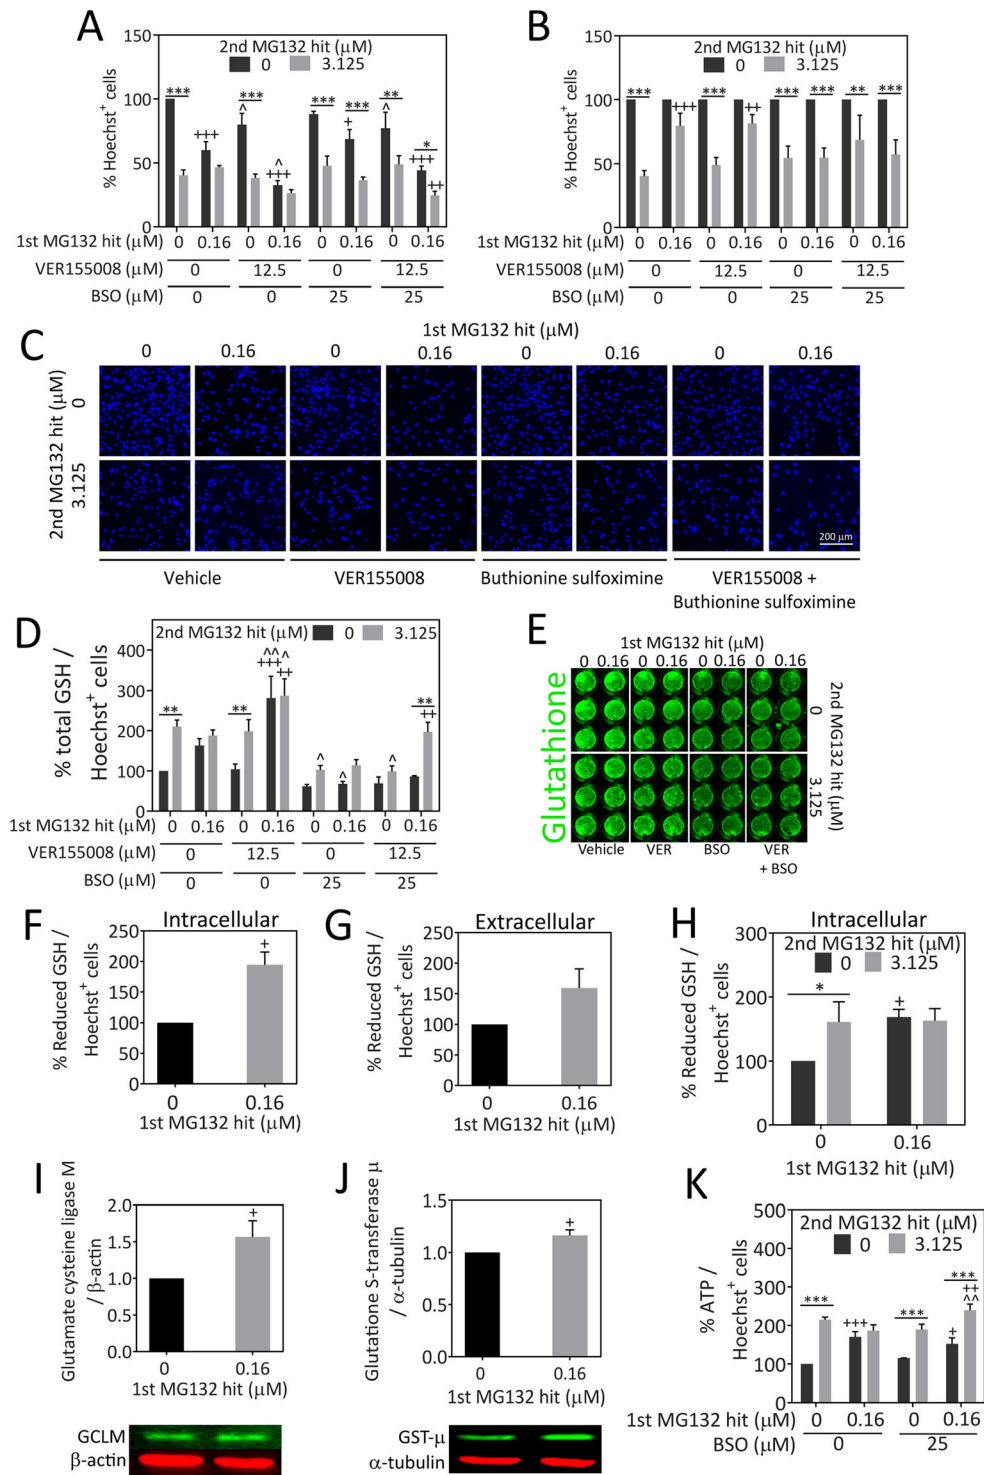 A
2nd MG132 hit (μM)
0 3.125
% Hoechst+ cells
150
100
50
0
*** *** *** *** ** *
^ + ^ ^
+++ +++ +++ ++
1st MG132 hit (μM) 0 0.16 0 0.16 0 0.16 0 0.16
VER155008 (μM) 0 12.5 0 12.5
BSO (μM) 0 0 25 25
B
2nd MG132 hit (μM)
0 3.125
% Hoechst+ cells
150
100
50
0
*** *** *** *** ** ***
+++ ++
1st MG132 hit (μM) 0 0.16 0 0.16 0 0.16 0 0.16
VER155008 (μM) 0 12.5 0 12.5
BSO (μM) 0 0 25 25
C
1st MG132 hit (μM)
0 0.16 0 0.16 0 0.16 0 0.16
2nd MG132 hit (μM)
0
3.125
200 μm
Vehicle VER155008 Buthionine sulfoximine VER155008 +
Buthionine sulfoximine
D
2nd MG132 hit (μM) 0 3.125
% total GSH /
Hoechst+ cells
400
300
200
100
0
** ** ^^ +++ ^ ++ ^ ^ ^ ** ++
1st MG132 hit (μM) 0 0.16 0 0.16 0 0.16 0 0.16
VER155008 (μM) 0 12.5 0 12.5
BSO (μM) 0 0 25 25
E
1st MG132 hit (μM)
0 0.16 0 0.16 0 0.16 0 0.16
Glutathione
2nd MG132 hit (μM)
0
3.125
Vehicle VER BSO VER
+ BSO
F
Intracellular
% Reduced GSH /
Hoechst+ cells
250
200
150
100
50
0
+
0 0.16
1st MG132 hit (μM)
G
Extracellular
% Reduced GSH /
Hoechst+ cells
250
200
150
100
50
0
0 0.16
1st MG132 hit (μM)
H
Intracellular
2nd MG132 hit (μM)
0 3.125
% Reduced GSH /
Hoechst+ cells
300
200
100
0
* +
0 0.16
1st MG132 hit (μM)
I
Glutamate cysteine ligase M
/ β-actin
2.0
1.5
1.0
0.5
0.0
+
0 0.16
1st MG132 hit (μM)
GCLM
β-actin
J
Glutatione S-transferase μ
/ α-tubulin
1.5
1.0
0.5
0.0
+
0 0.16
1st MG132 hit (μM)
GST-μ
α-tubulin
K
2nd MG132 hit (μM)
0 3.125
% ATP /
Hoechst+ cells
500
400
300
200
100
0
*** +++ *** + *** ++ ^^
1st MG132 hit (μM) 0 0.16 0 0.16
BSO (μM) 0 25